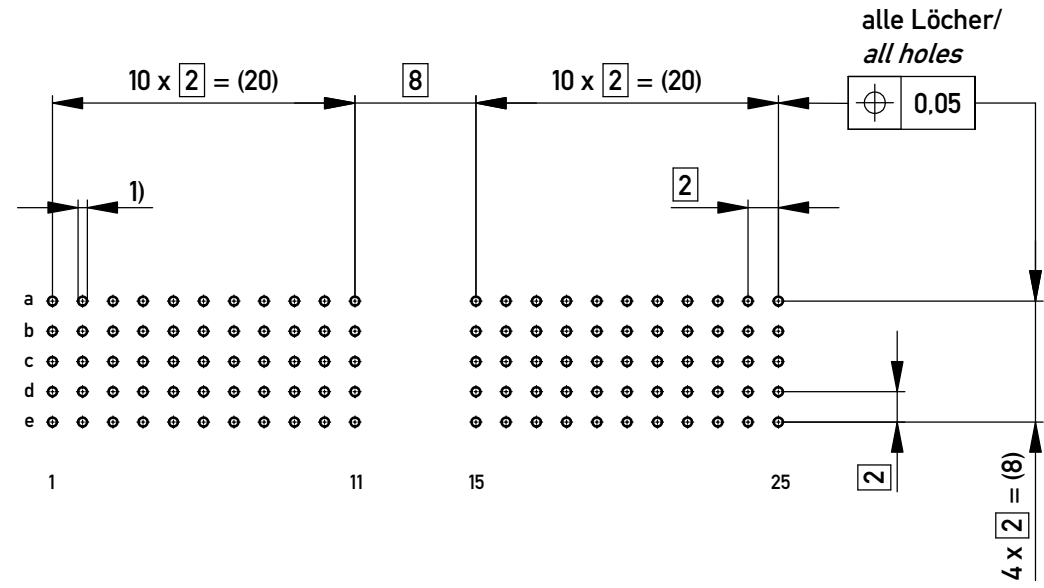 alle Löcher/
all holes
10 x 2 = (20)
8
10 x 2 = (20)
0,05
1)
2
a
b
c
d
e
2
4 x 2 = (8)
1
11
15
25